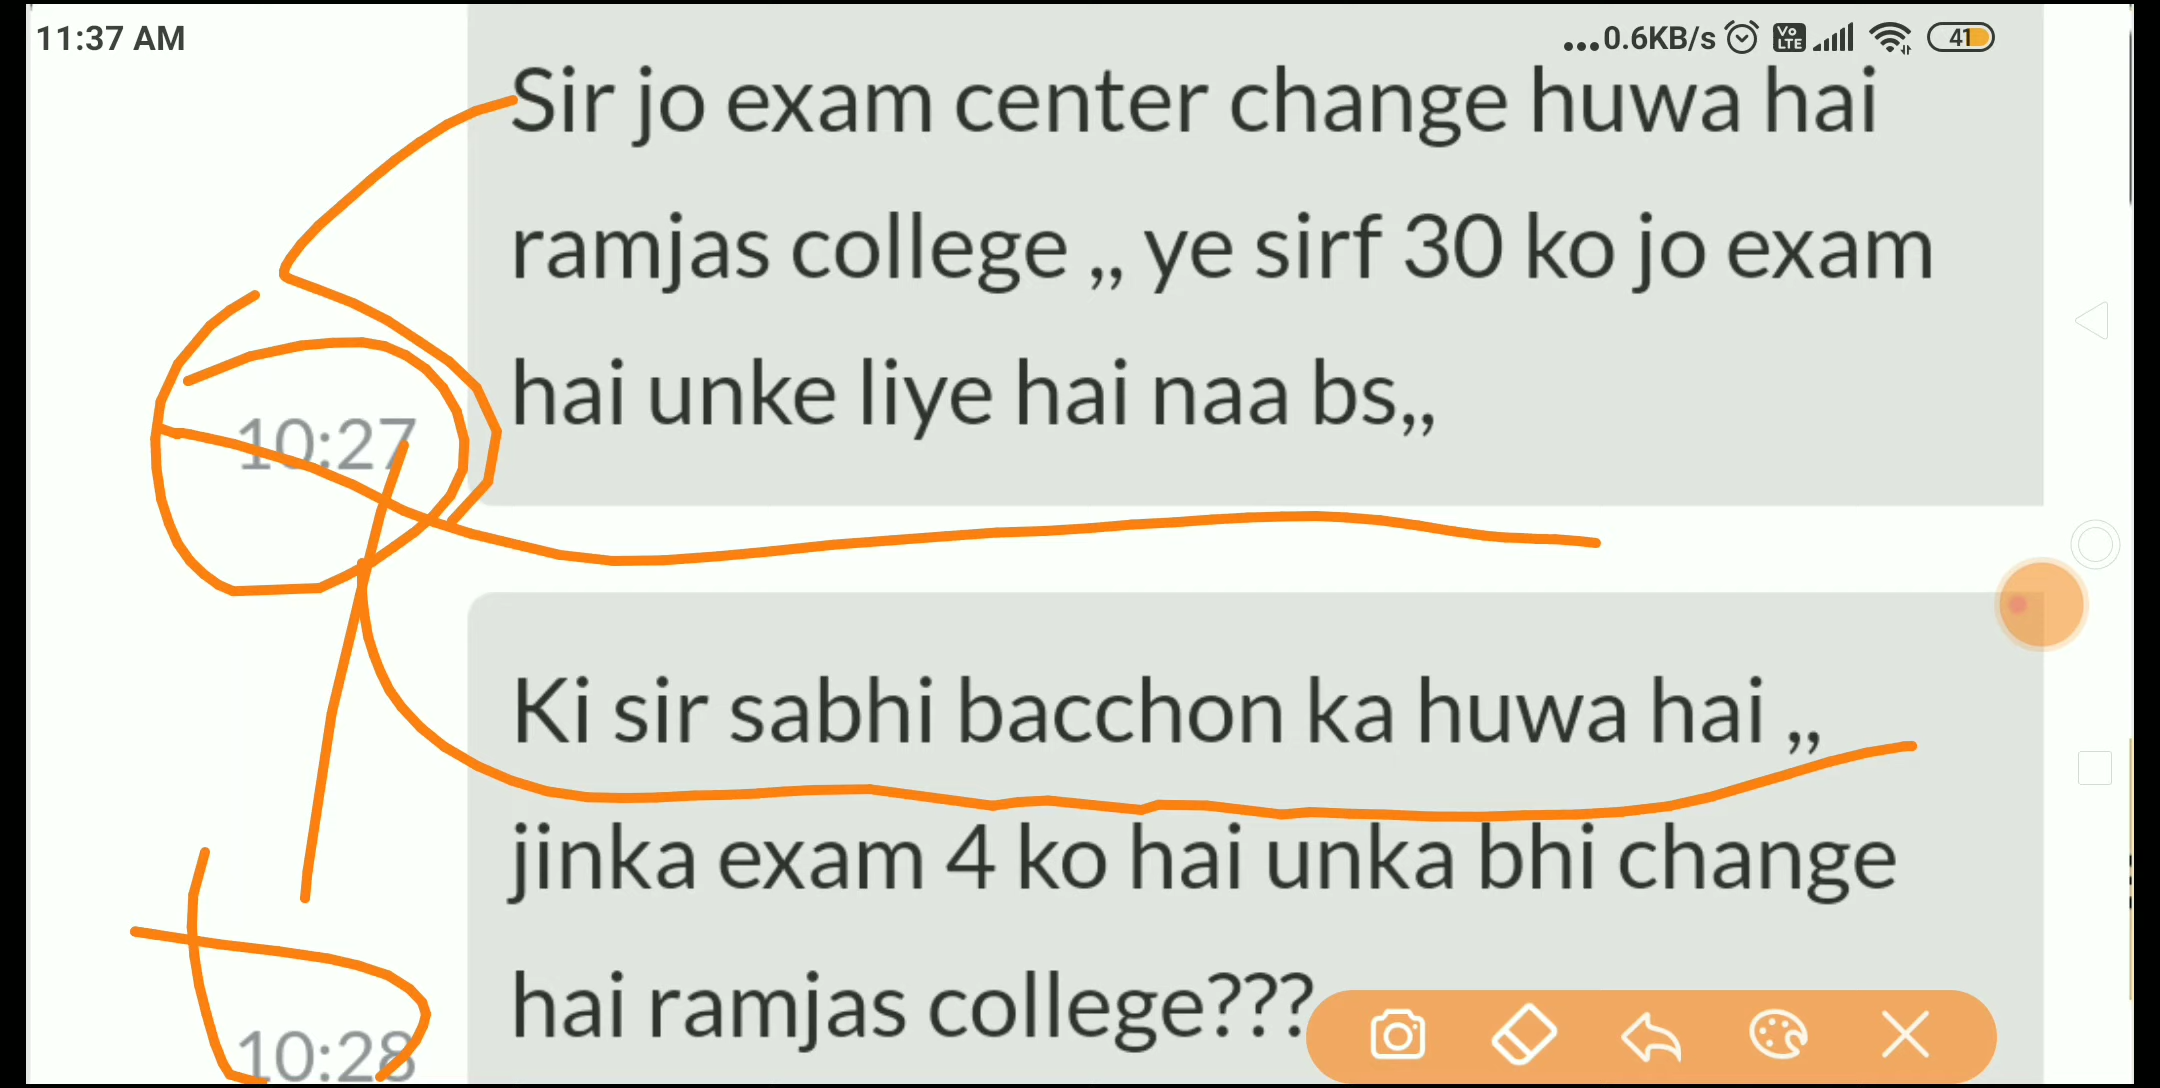 11:37 AM
...0.6KB/s Vo LTE 41
Sir jo exam center change huwa hai
ramjas college ,, ye sirf 30 ko jo exam
hai unke liye hai naa bs,,
10:27
Ki sir sabhi bacchon ka huwa hai ,,
jinka exam 4 ko hai unka bhi change
hai ramjas college???
10:28